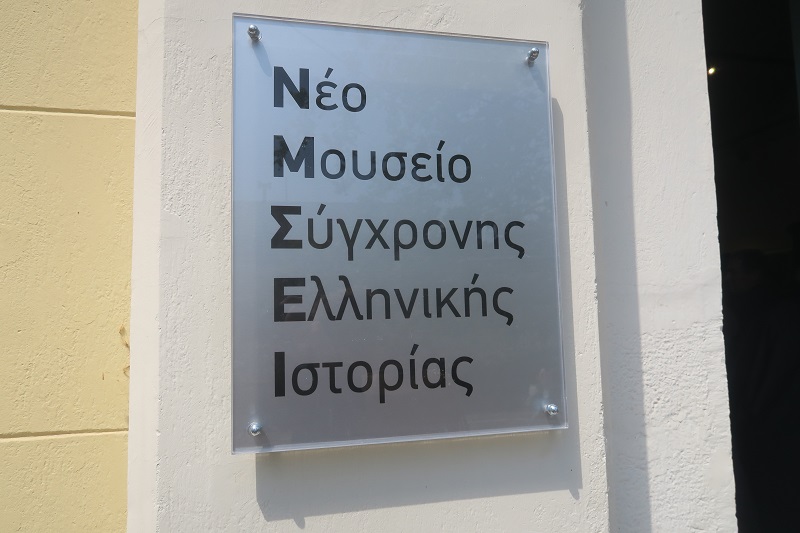 Νέο
Μουσείο
Σύγχρονης
Ελληνικής
Ιστορίας